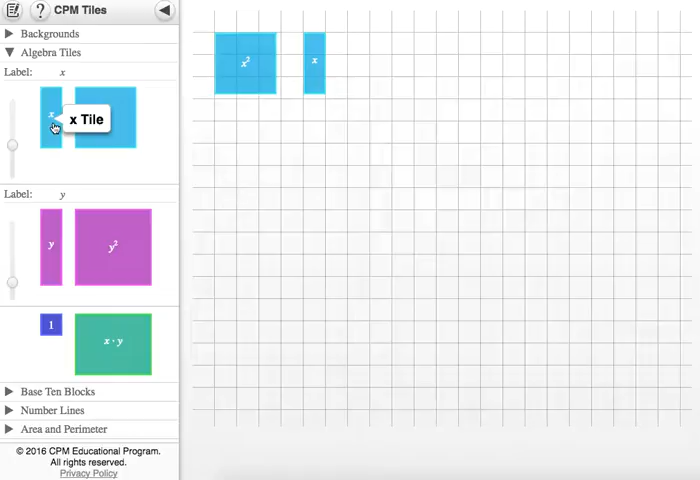 ? CPM Tiles
Backgrounds
Algebra Tiles
Label: x
x
x Tile
Label: y
y y²
1 x · y
Base Ten Blocks
Number Lines
Area and Perimeter
© 2016 CPM Educational Program.
All rights reserved.
Privacy Policy
x² x